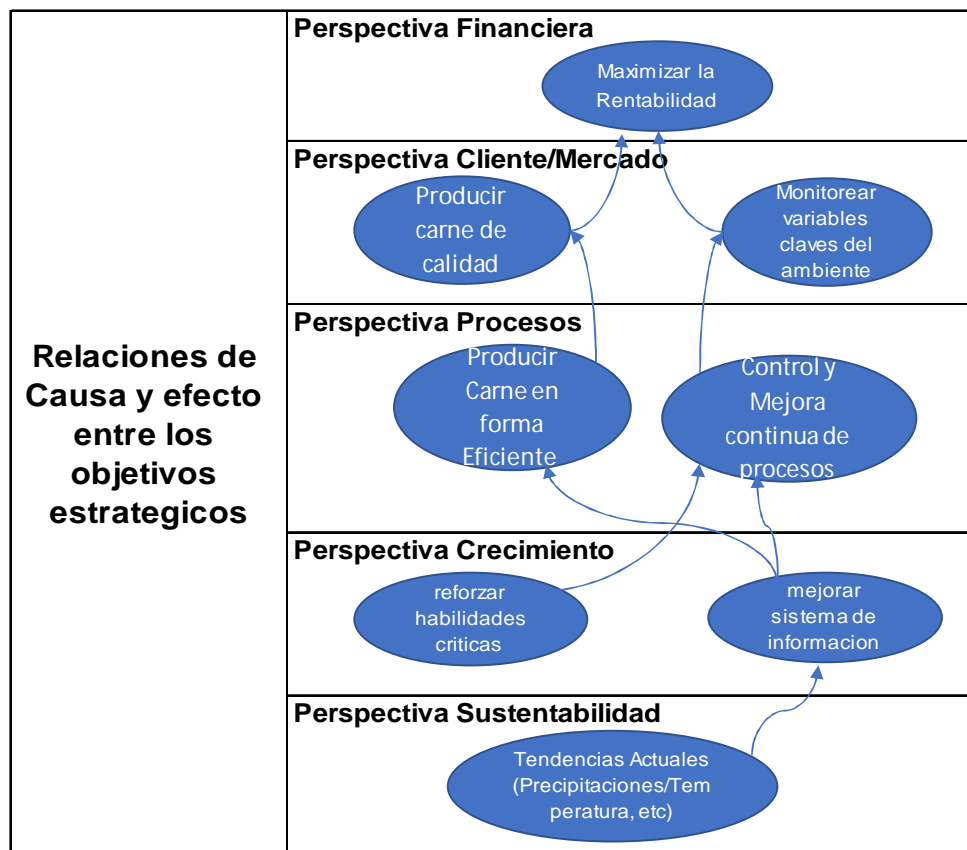 Relaciones de
Causa y efecto
entre los
objetivos
estrategicos
Perspectiva Financiera
Maximizar la
Rentabilidad
Perspectiva Cliente/Mercado
Producir
carne de
calidad
Monitorear
variables
claves del
ambiente
Perspectiva Procesos
Producir
Carne en
forma
Eficiente
Control y
Mejora
continua de
procesos
Perspectiva Crecimiento
reforzar
habilidades
criticas
mejorar
sistema de
informacion
Perspectiva Sustentabilidad
Tendencias Actuales
(Precipitaciones/Tem
peratura, etc)